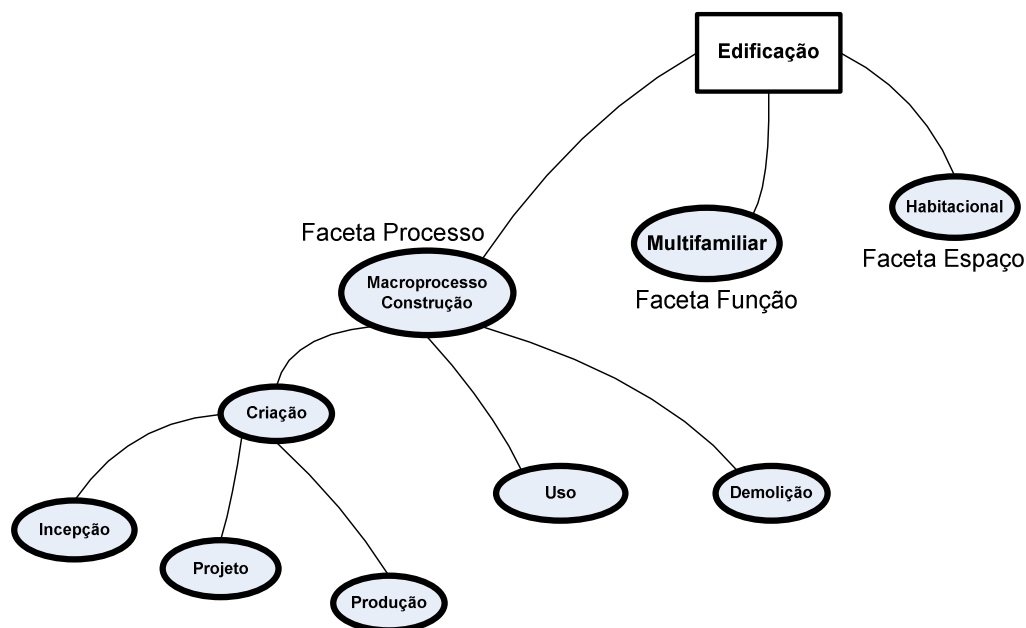 Edificação
Habitacional
Faceta Espaço
Multifamiliar
Faceta Função
Faceta Processo
Macroprocesso
Construção
Criação
Uso
Demolição
Incepção
Projeto
Produção